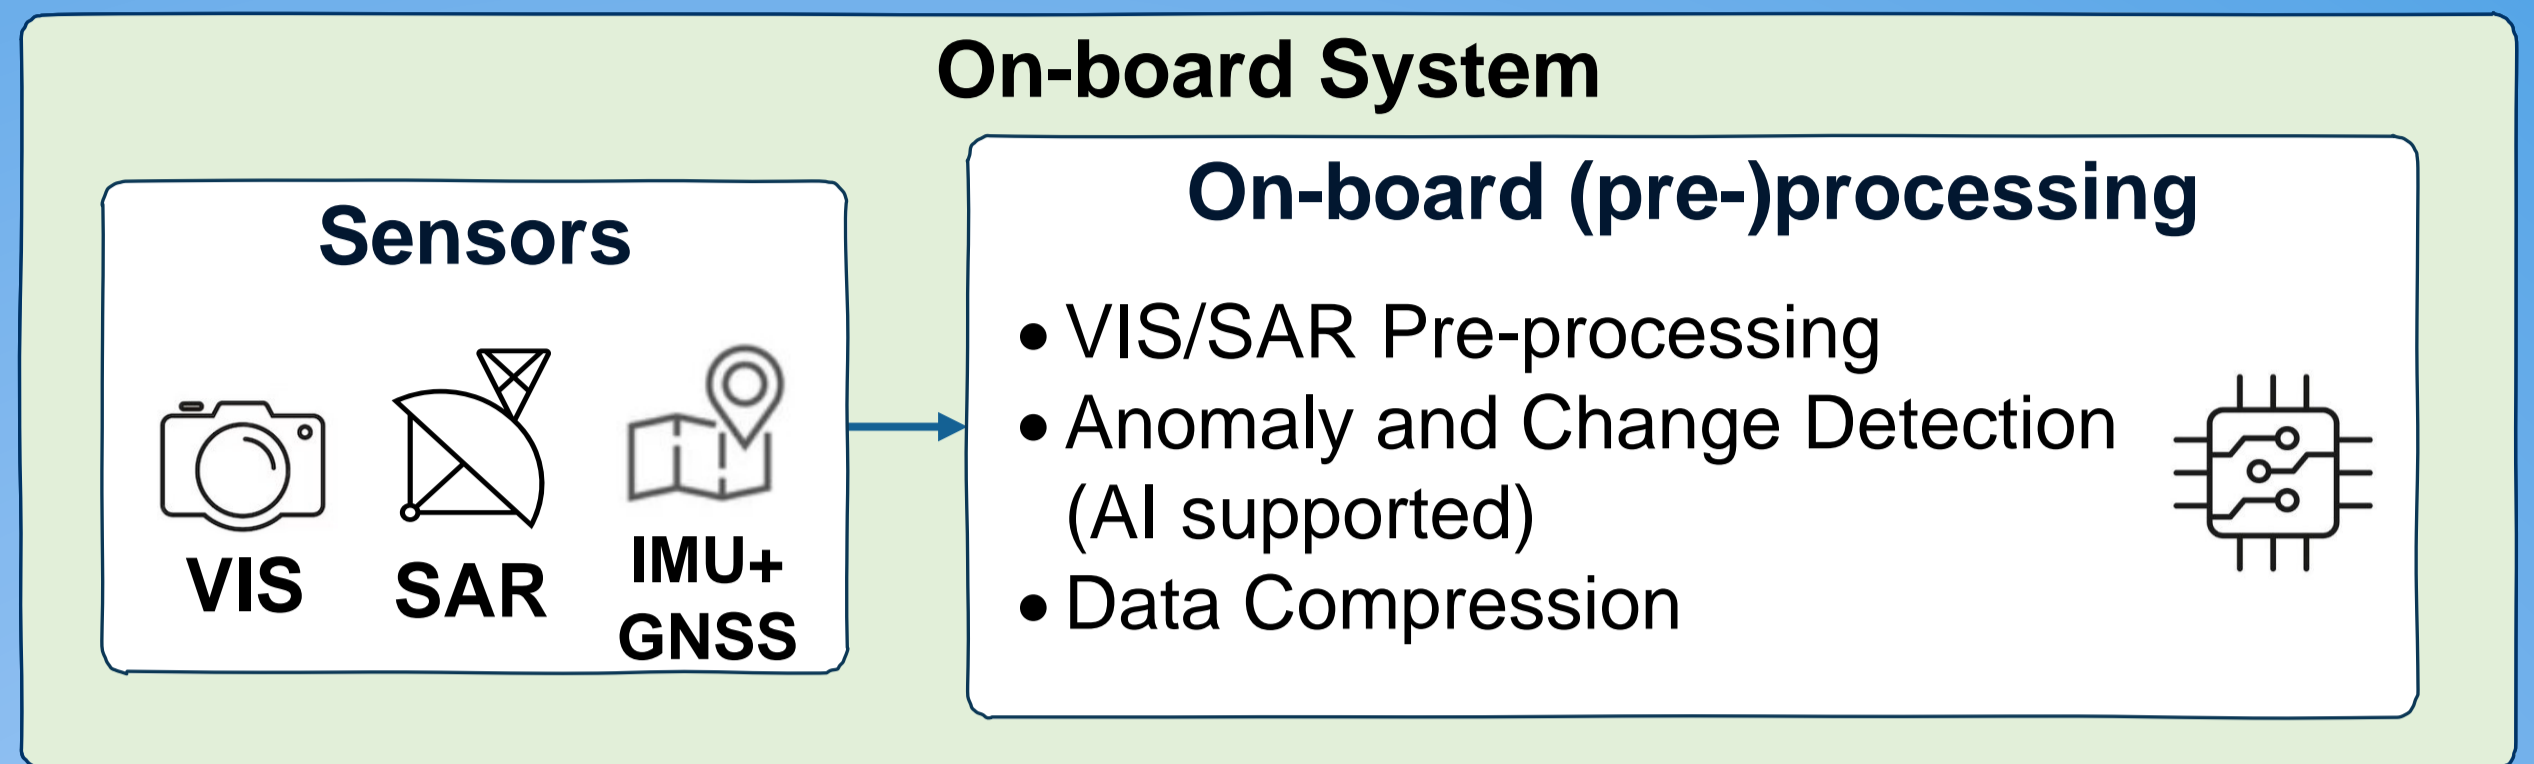 On-board System
Sensors
VIS
SAR
IMU+
GNSS
On-board (pre-)processing
• VIS/SAR Pre-processing
• Anomaly and Change Detection
(AI supported)
• Data Compression